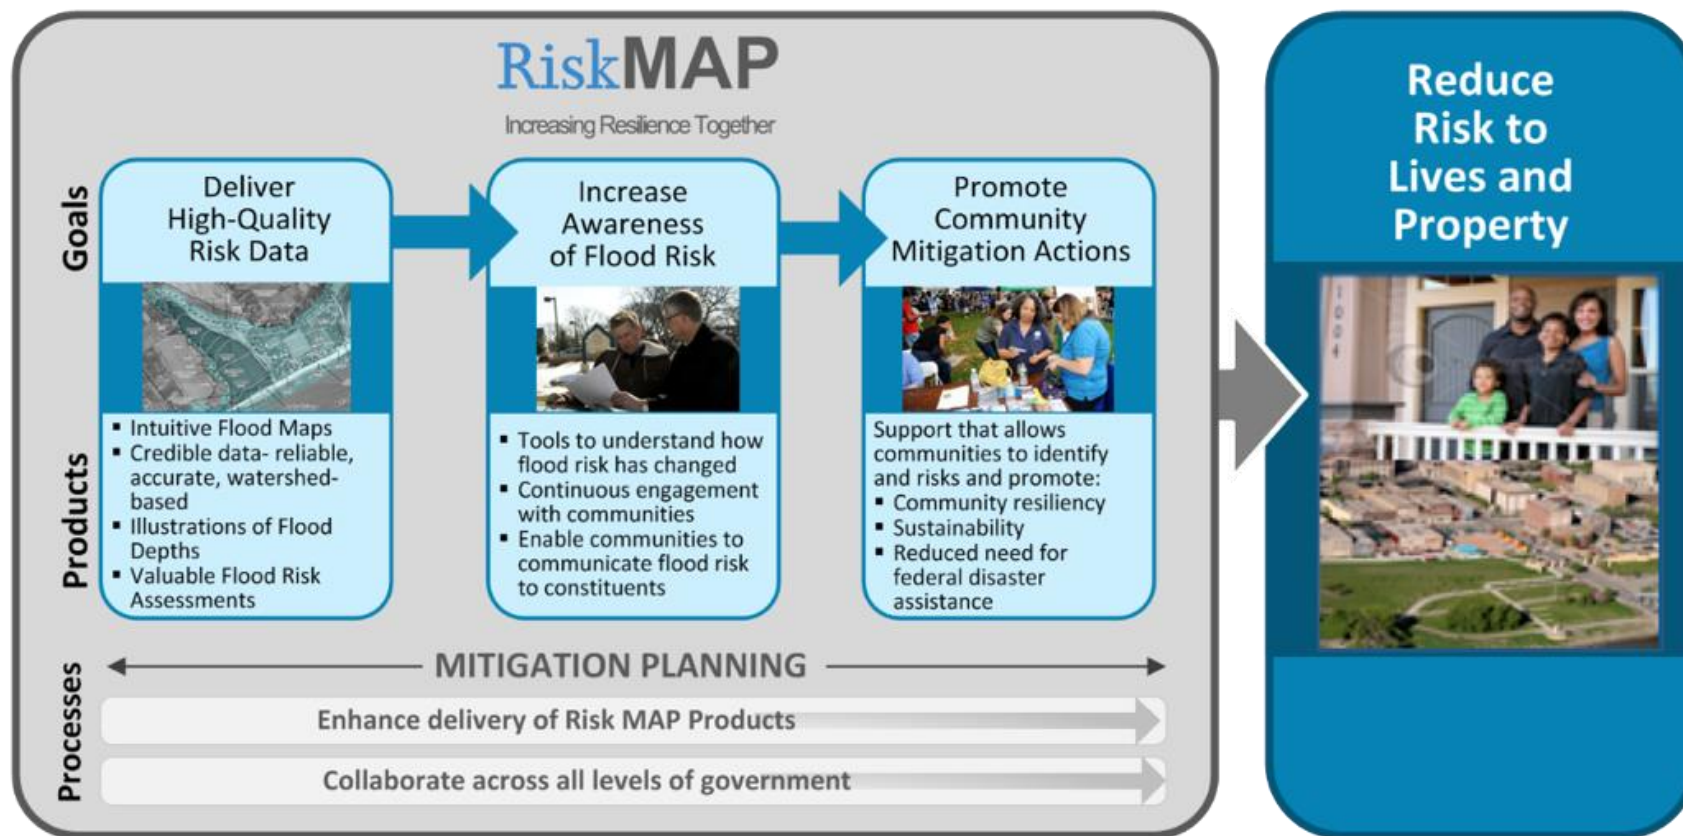 RiskMAP
Increasing Resilience Together
Goals
Deliver
High-Quality
Risk Data
Increase
Awareness
of Flood Risk
Promote
Community
Mitigation Actions
Products
▪ Intuitive Flood Maps
▪ Credible data- reliable,
accurate, watershed-
based
▪ Illustrations of Flood
Depths
▪ Valuable Flood Risk
Assessments
▪ Tools to understand how
flood risk has changed
▪ Continuous engagement
with communities
▪ Enable communities to
communicate flood risk
to constituents
Support that allows
communities to identify
and risks and promote:
▪ Community resiliency
▪ Sustainability
▪ Reduced need for
federal disaster
assistance
Processes
MITIGATION PLANNING
Enhance delivery of Risk MAP Products
Collaborate across all levels of government
Reduce
Risk to
Lives and
Property
1004